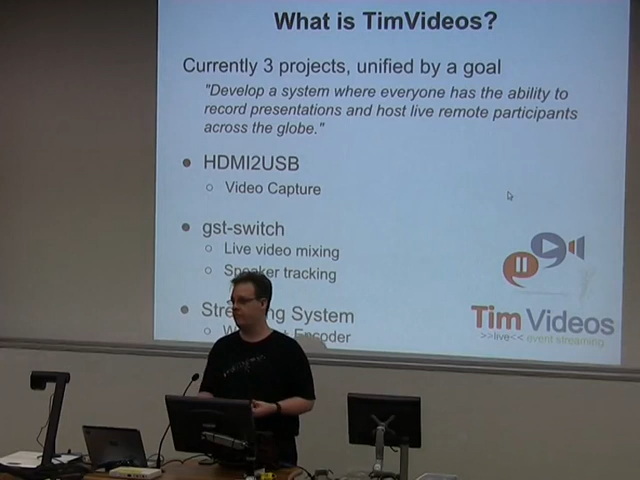 What is TimVideos?
Currently 3 projects, unified by a goal
"Develop a system where everyone has the ability to
record presentations and host live remote participants
across the globe."
HDMI2USB
Video Capture
gst-switch
Live video mixing
Speaker tracking
System
Encoder
Tim Videos
>>live<< event streaming